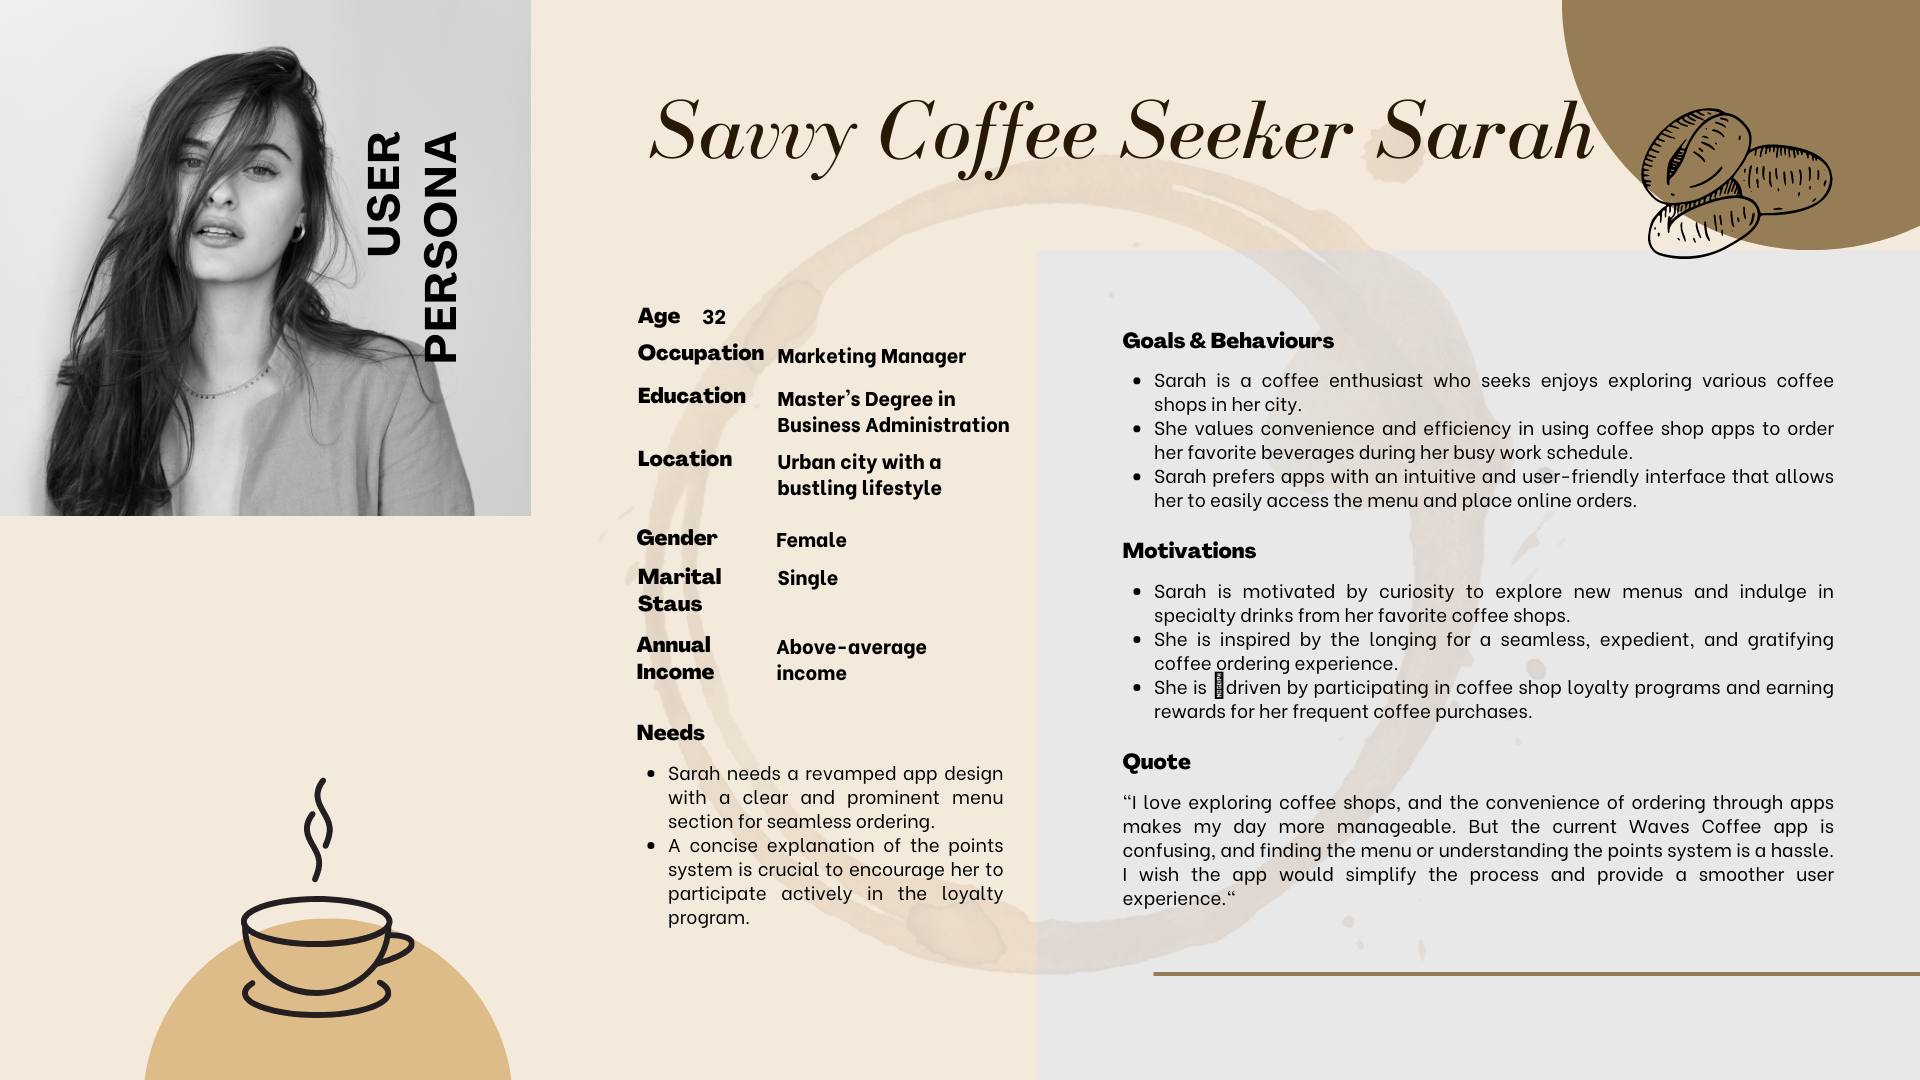 USER
PERSONA
Savvy Coffee Seeker Sarah
Age 32
Occupation Marketing Manager
Education Master's Degree in
Business Administration
Location Urban city with a
bustling lifestyle
Gender Female
Marital Single
Staus
Annual Above-average
Income income
Needs
• Sarah needs a revamped app design
with a clear and prominent menu
section for seamless ordering.
• A concise explanation of the points
system is crucial to encourage her to
participate actively in the loyalty
program.
Goals & Behaviours
• Sarah is a coffee enthusiast who seeks enjoys exploring various coffee
shops in her city.
• She values convenience and efficiency in using coffee shop apps to order
her favorite beverages during her busy work schedule.
• Sarah prefers apps with an intuitive and user-friendly interface that allows
her to easily access the menu and place online orders.
Motivations
• Sarah is motivated by curiosity to explore new menus and indulge in
specialty drinks from her favorite coffee shops.
• She is inspired by the longing for a seamless, expedient, and gratifying
coffee ordering experience.
• She is driven by participating in coffee shop loyalty programs and earning
rewards for her frequent coffee purchases.
Quote
“I love exploring coffee shops, and the convenience of ordering through apps
makes my day more manageable. But the current Waves Coffee app is
confusing, and finding the menu or understanding the points system is a hassle.
I wish the app would simplify the process and provide a smoother user
experience.“